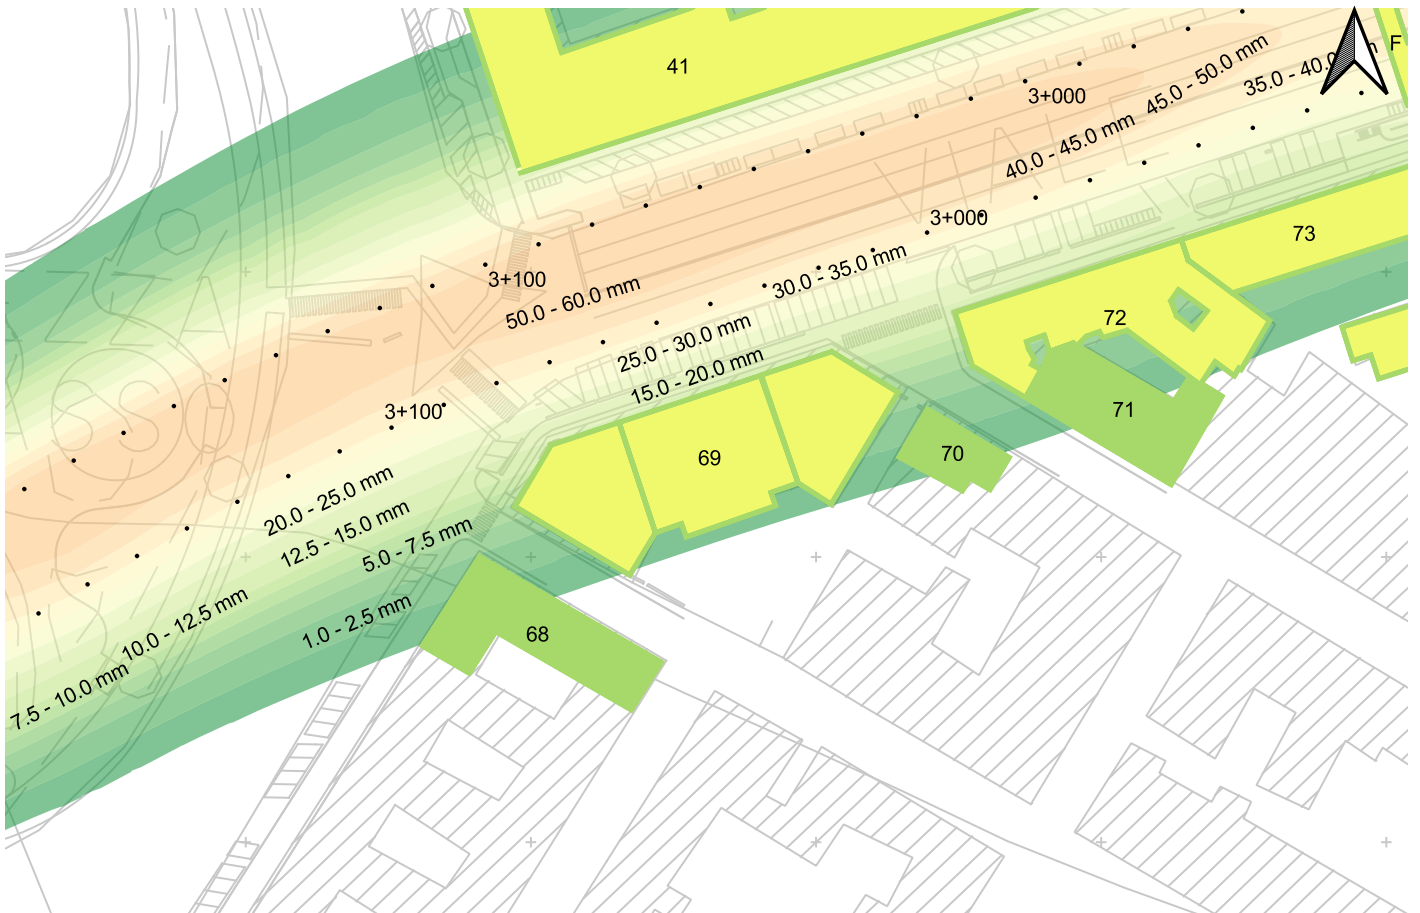 41
F
3+000
45.0 - 50.0 mm
35.0 - 40.0 mm
40.0 - 45.0 mm
3+000
73
3+100
50.0 - 60.0 mm
30.0 - 35.0 mm
72
25.0 - 30.0 mm
15.0 - 20.0 mm
3+100
71
69
70
20.0 - 25.0 mm
12.5 - 15.0 mm
5.0 - 7.5 mm
10.0 - 12.5 mm
1.0 - 2.5 mm
68
7.5 - 10.0 mm